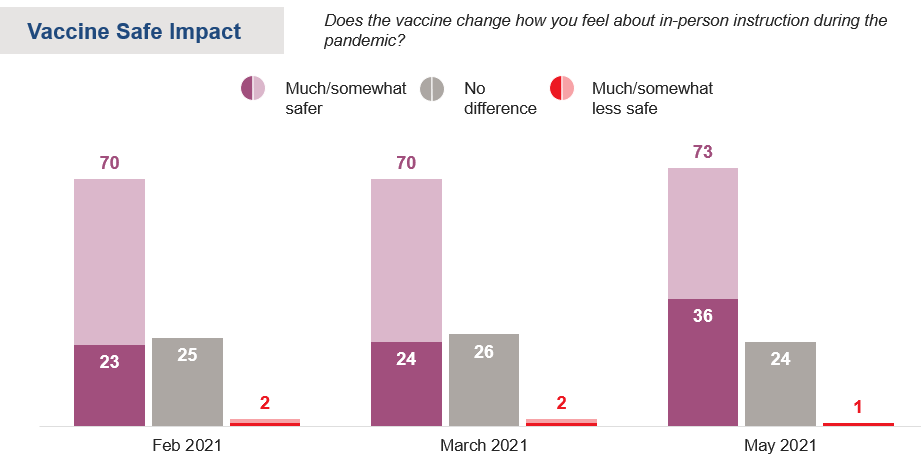 Vaccine Safe Impact
Does the vaccine change how you feel about in-person instruction during the
pandemic?
Much/somewhat
safer
No
difference
Much/somewhat
less safe
70
23
25
2
70
24
26
2
73
36
24
1
Feb 2021
March 2021
May 2021